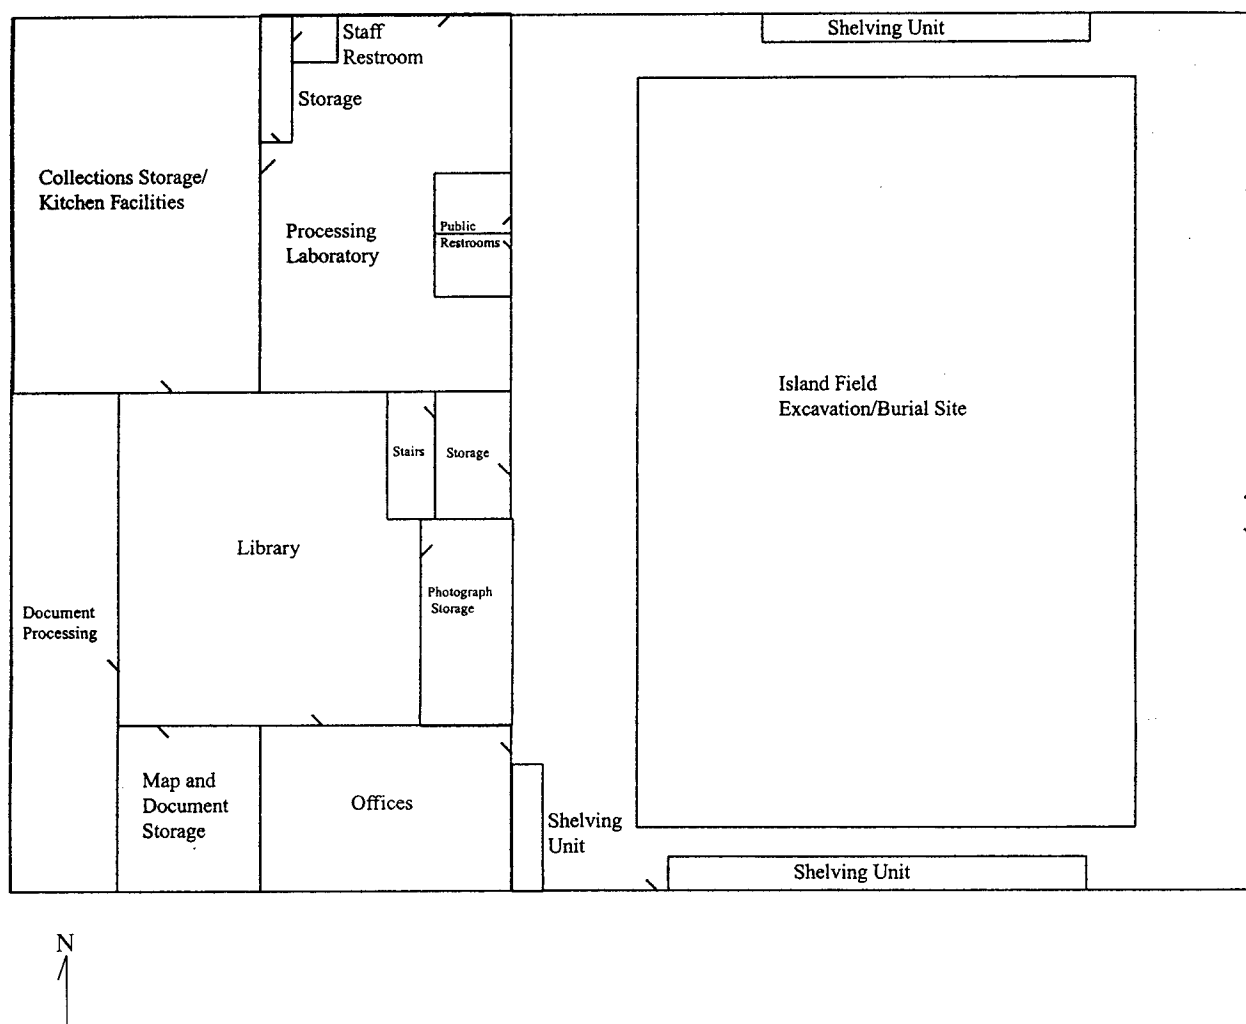 Shelving Unit
Staff
Restroom
Storage
Collections Storage/
Kitchen Facilities
Public
Restrooms
Processing
Laboratory
Island Field
Excavation/Burial Site
Stairs
Storage
Library
Photograph
Storage
Document
Processing
Map and
Document
Storage
Offices
Shelving
Unit
Shelving Unit
N